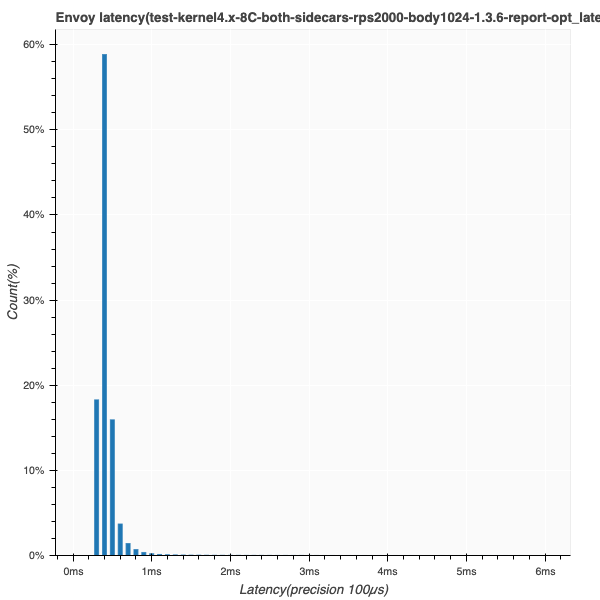 Envoy latency(test-kernel4.x-8C-both-sidecars-rps2000-body1024-1.3.6-report-opt_late
60%
50%
40%
30%
20%
10%
0%
Count(%)
0ms 1ms 2ms 3ms 4ms 5ms 6ms
Latency(precision 100µs)